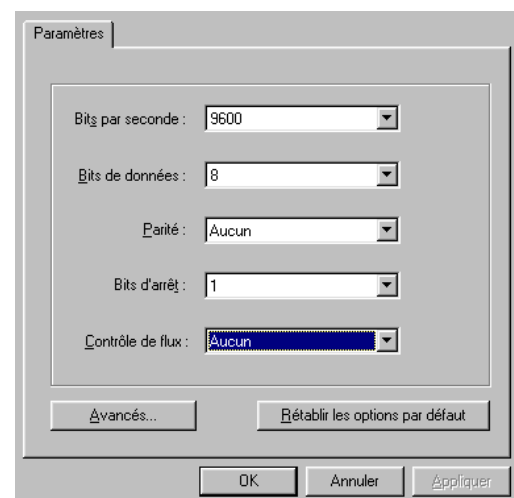 Paramètres
Bits par seconde : 9600
Bits de données : 8
Parité : Aucun
Bits d'arrêt : 1
Contrôle de flux : Aucun
Avancés... Rétablir les options par défaut
OK Annuler Appliquer